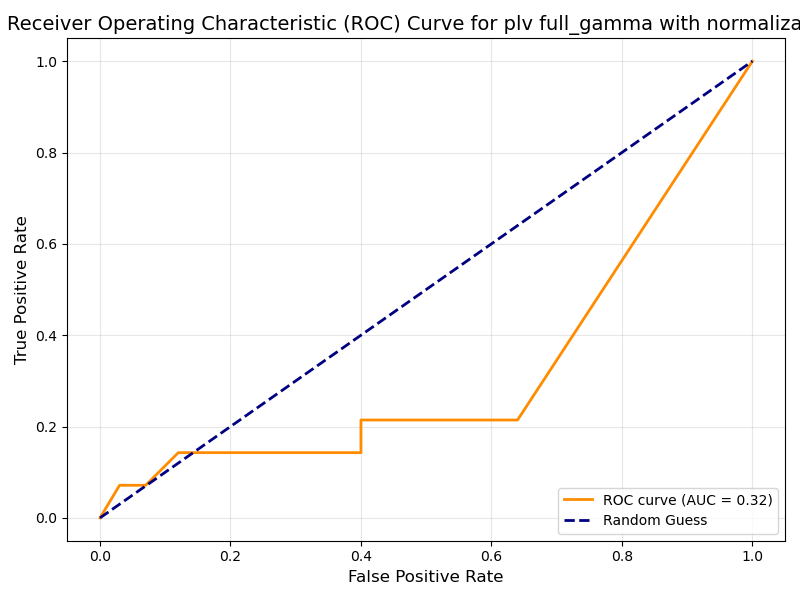 Receiver Operating Characteristic (ROC) Curve for plv full_gamma with normaliza
1.0
0.8
0.6
0.4
0.2
0.0
True Positive Rate
0.0 0.2 0.4 0.6 0.8 1.0
False Positive Rate
ROC curve (AUC = 0.32)
Random Guess